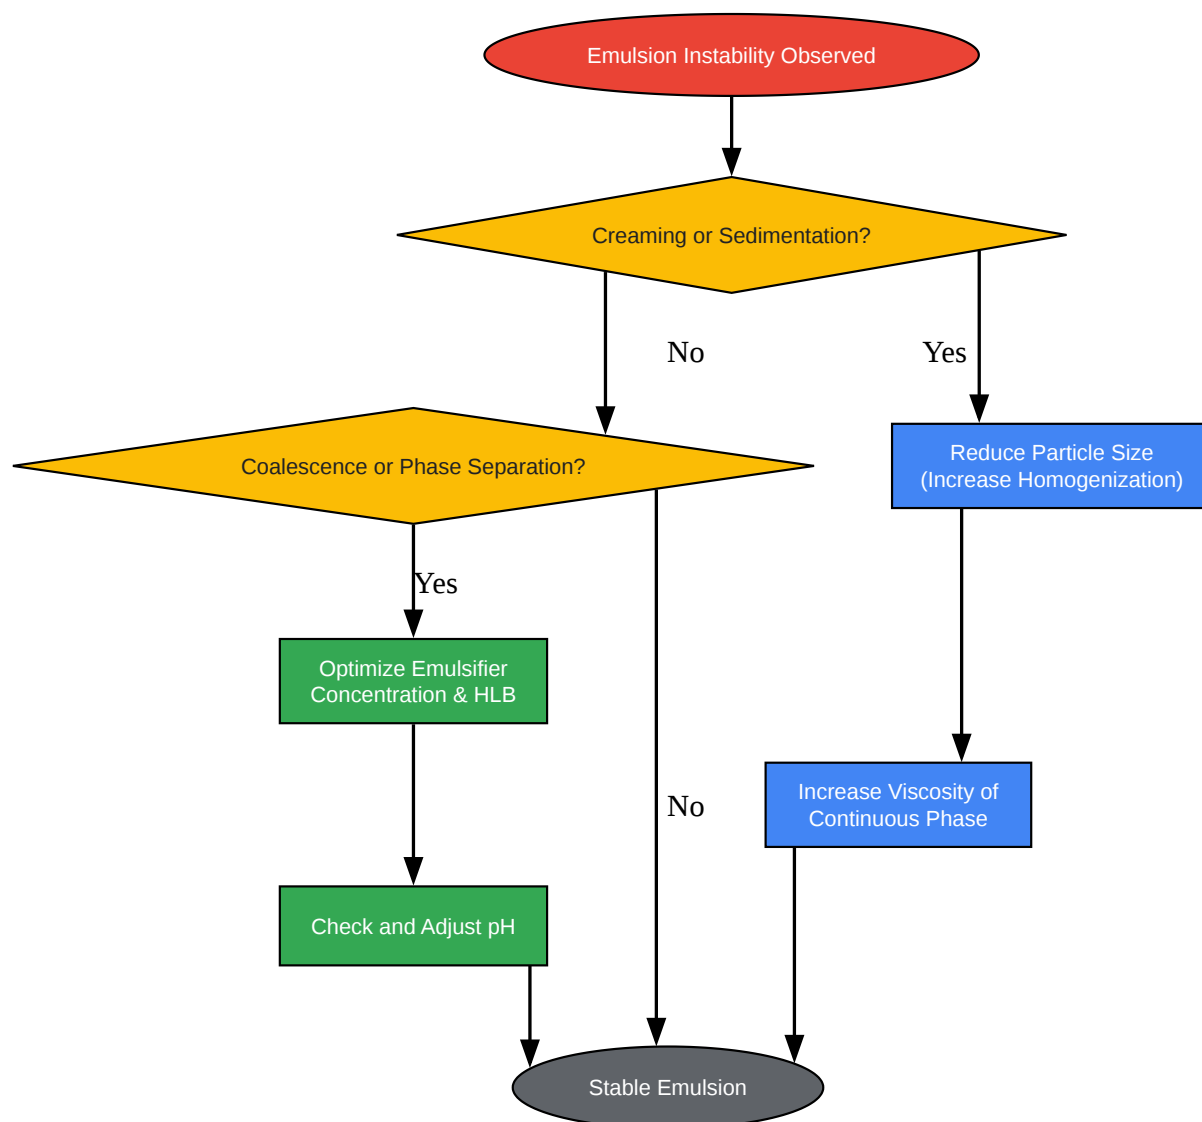 Emulsion Instability Observed
Creaming or Sedimentation?
No
Yes
Coalescence or Phase Separation?
Reduce Particle Size
(Increase Homogenization)
Yes
Optimize Emulsifier
Concentration & HLB
No
Increase Viscosity of
Continuous Phase
Check and Adjust pH
Stable Emulsion